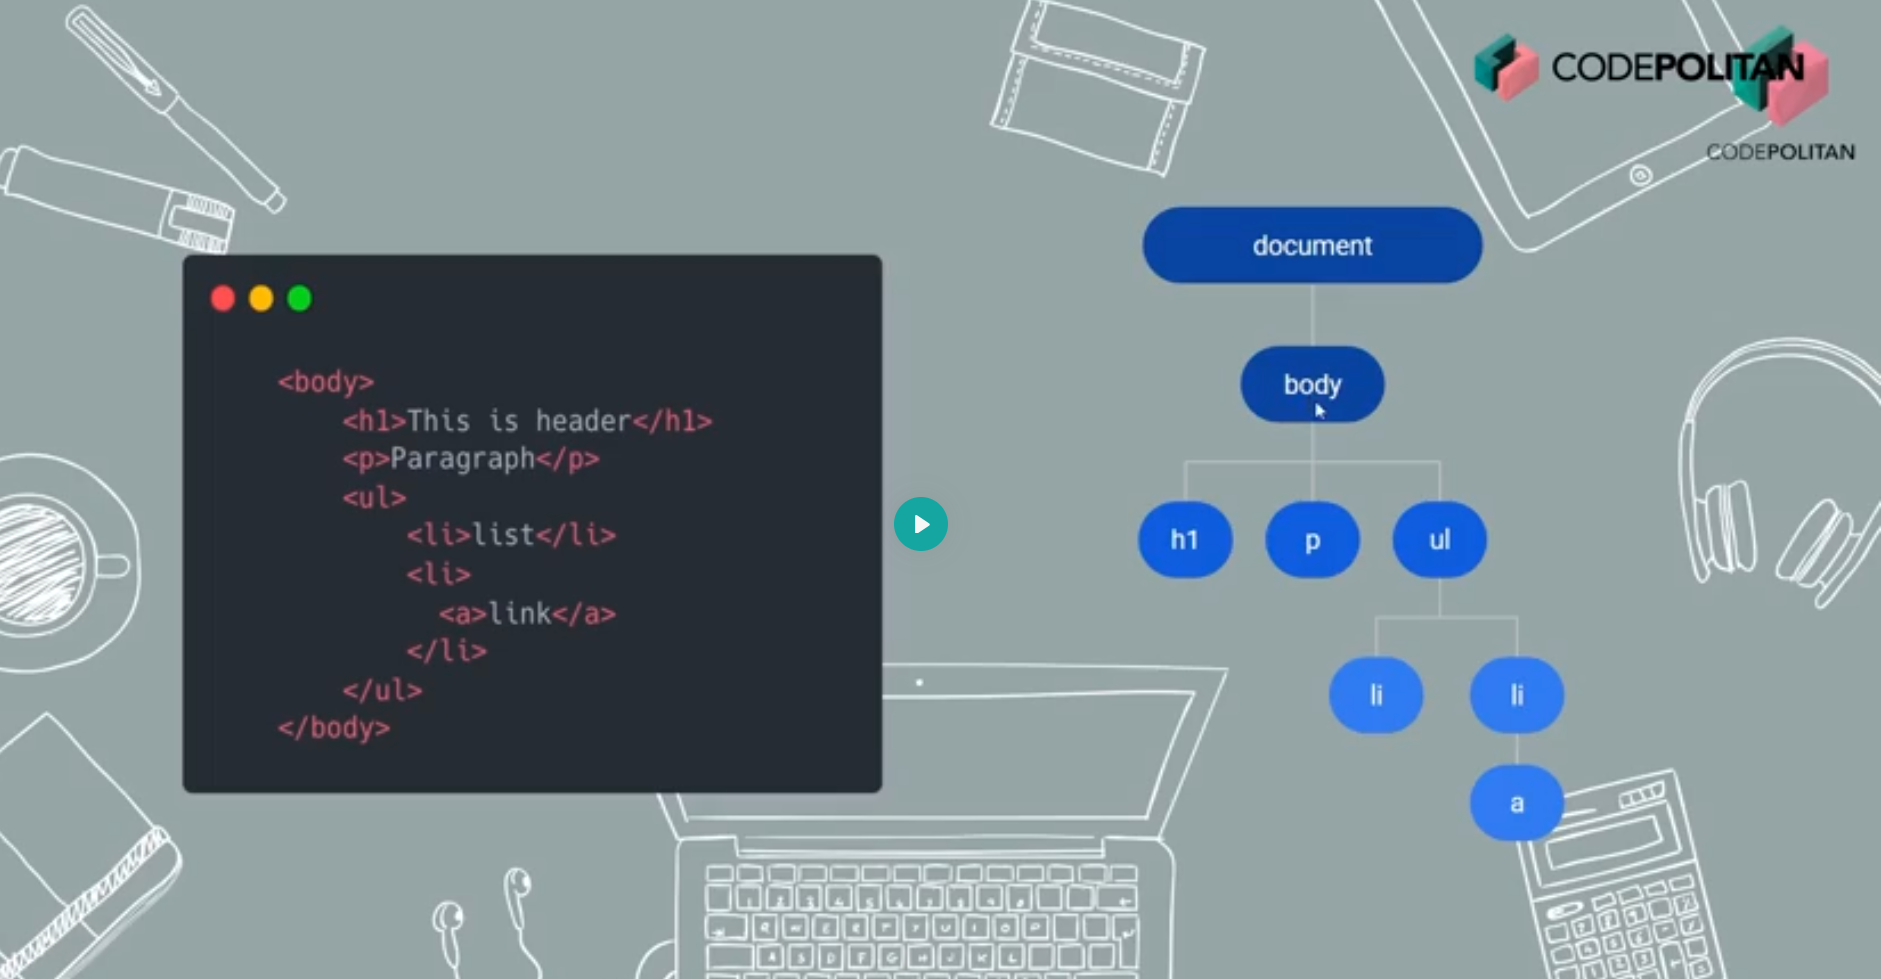 CODEPOLITAN
CODEPOLITAN
document
body
h1
p
ul
li
li
a
<body>
<h1>This is header</h1>
<p>Paragraph</p>
<ul>
<li>list</li>
<li>
<a>link</a>
</li>
</ul>
</body>